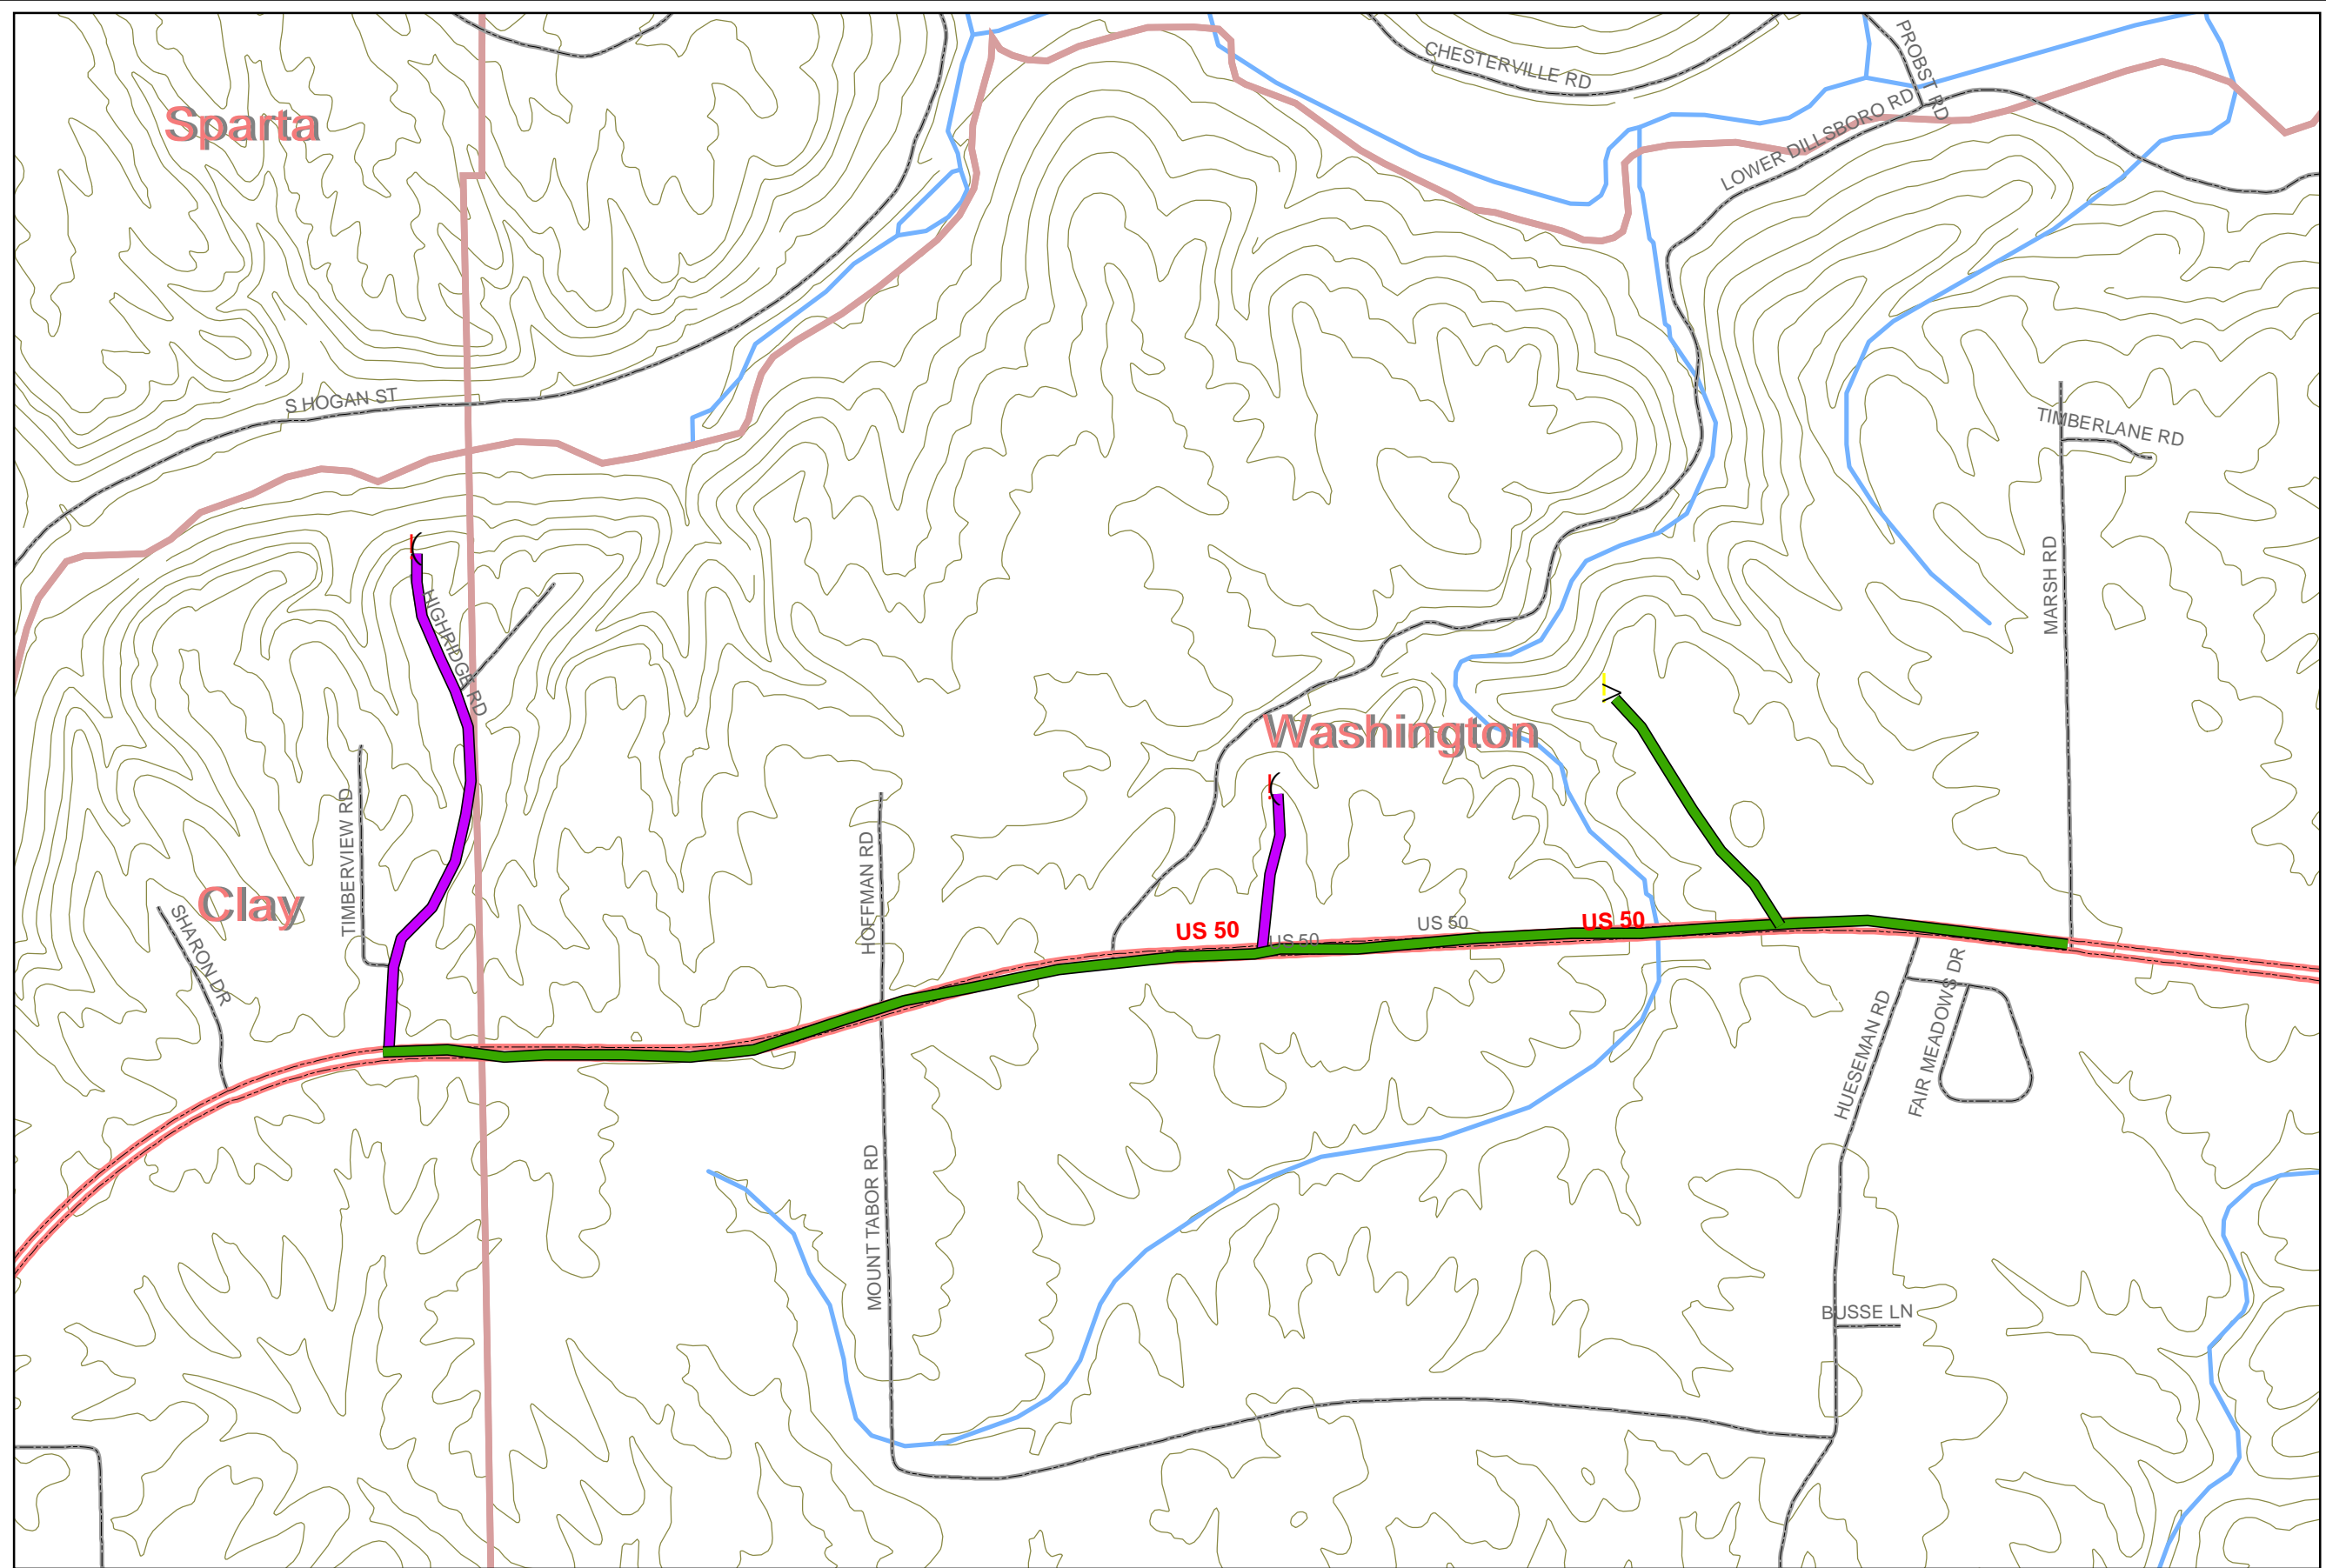 CHESTERVILLE RD
PROBST RD
Sparta
LOWER DILLSBORO RD
S HOGAN ST
TIMBERLANE RD
MARSH RD
HIGHRIDGE RD
Washington
TIMBERVIEW RD
HOFFMAN RD
Clay
SHARON DR
US 50
US 50
US 50
US 50
HUESEMAN RD
FAIR MEADOWS DR
MOUNT TABOR RD
BUSSE LN